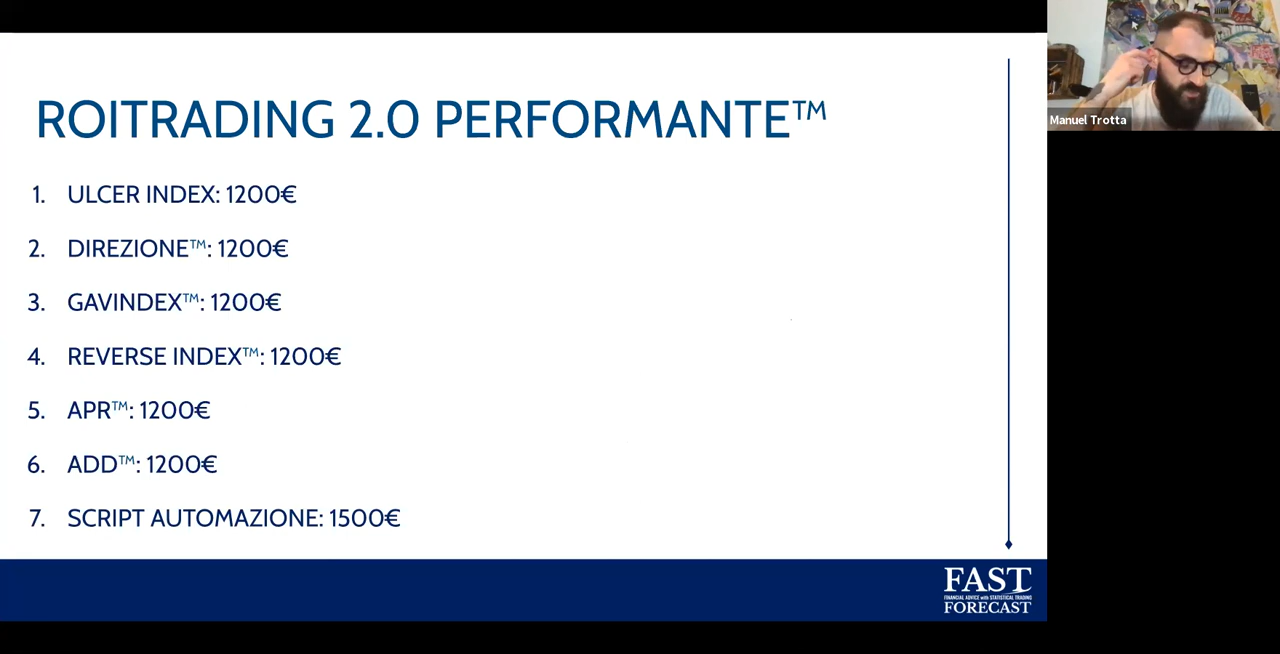 ROITRADING 2.0 PERFORMANTE™
1. ULCER INDEX: 1200€
2. DIREZIONE™: 1200€
3. GAVINDEX™: 1200€
4. REVERSE INDEX™: 1200€
5. APR™: 1200€
6. ADD™: 1200€
7. SCRIPT AUTOMAZIONE: 1500€
Manuel Trotta
FAST
FINANCIAL ADVICE with STATISTICAL TRADING
FORECAST